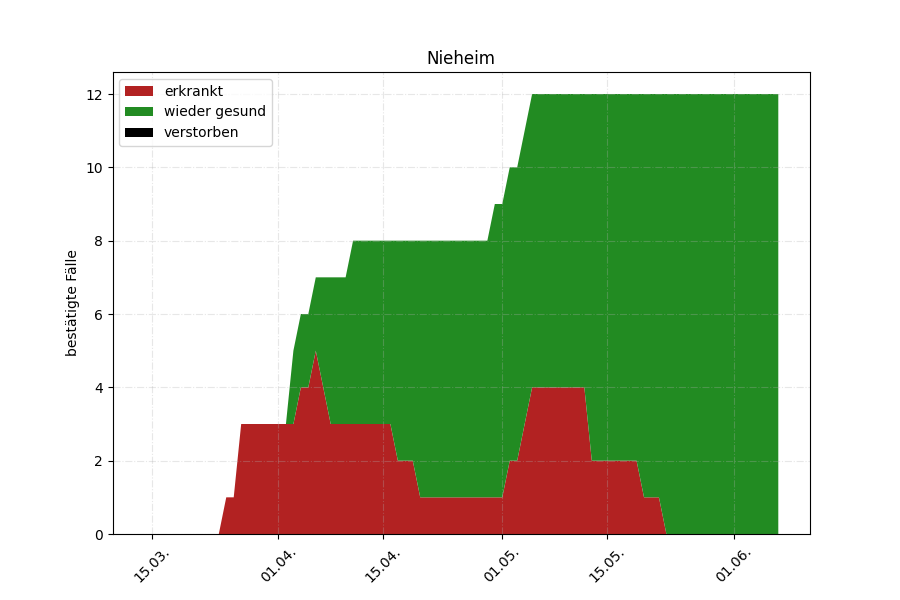 Nieheim
erkrankt
wieder gesund
verstorben
bestätigte Fälle
12
10
8
6
4
2
0
15.03.
01.04.
15.04.
01.05.
15.05.
01.06.